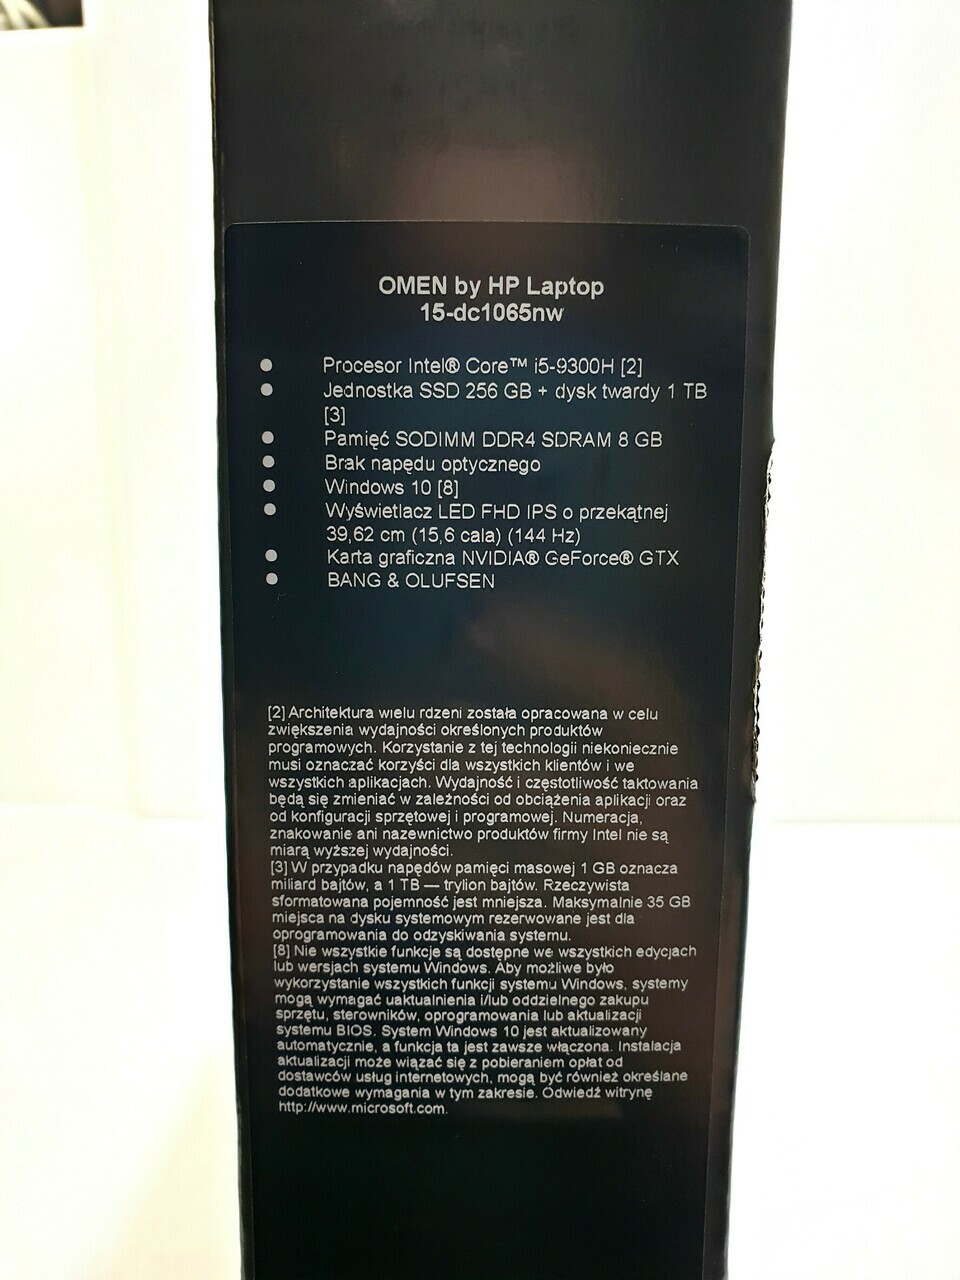 OMEN by HP Laptop
15-dc1065nw
● Procesor Intel® Core™ i5-9300H [2]
● Jednostka SSD 256 GB + dysk twardy 1 TB
[3]
● Pamięć SODIMM DDR4 SDRAM 8 GB
● Brak napędu optycznego
● Windows 10 [8]
● Wyświetlacz LED FHD IPS o przekątnej
39,62 cm (15,6 cala) (144 Hz)
● Karta graficzna NVIDIA® GeForce® GTX
● BANG & OLUFSEN
[2] Architektura wielu rdzeni została opracowana w celu
zwiększenia wydajności określonych produktów
programowych. Korzystanie z tej technologii niekoniecznie
musi oznaczać korzyści dla wszystkich klientów i we
wszystkich aplikacjach. Wydajność i częstotliwość taktowania
będą się zmieniać w zależności od obciążenia aplikacji oraz
od konfiguracji sprzętowej i programowej. Numeracja,
znakowanie ani nazewnictwo produktów firmy Intel nie są
miarą wyższej wydajności.
[3] W przypadku napędów pamięci masowej 1 GB oznacza
miliard bajtów, a 1 TB — trylion bajtów. Rzeczywista
sformatowana pojemność jest mniejsza. Maksymalnie 35 GB
miejsca na dysku systemowym rezerwowane jest dla
oprogramowania do odzyskiwania systemu.
[8] Nie wszystkie funkcje są dostępne we wszystkich edycjach
lub wersjach systemu Windows. Aby możliwe było
wykorzystanie wszystkich funkcji systemu Windows, systemy
mogą wymagać uaktualnienia i/lub oddzielnego zakupu
sprzętu, sterowników, oprogramowania lub aktualizacji
systemu BIOS. System Windows 10 jest aktualizowany
automatycznie, a funkcja ta jest zawsze włączona. Instalacja
aktualizacji może wiązać się z pobieraniem opłat od
dostawców usług internetowych, mogą być również określane
dodatkowe wymagania w tym zakresie. Odwiedź witrynę
http://www.microsoft.com.